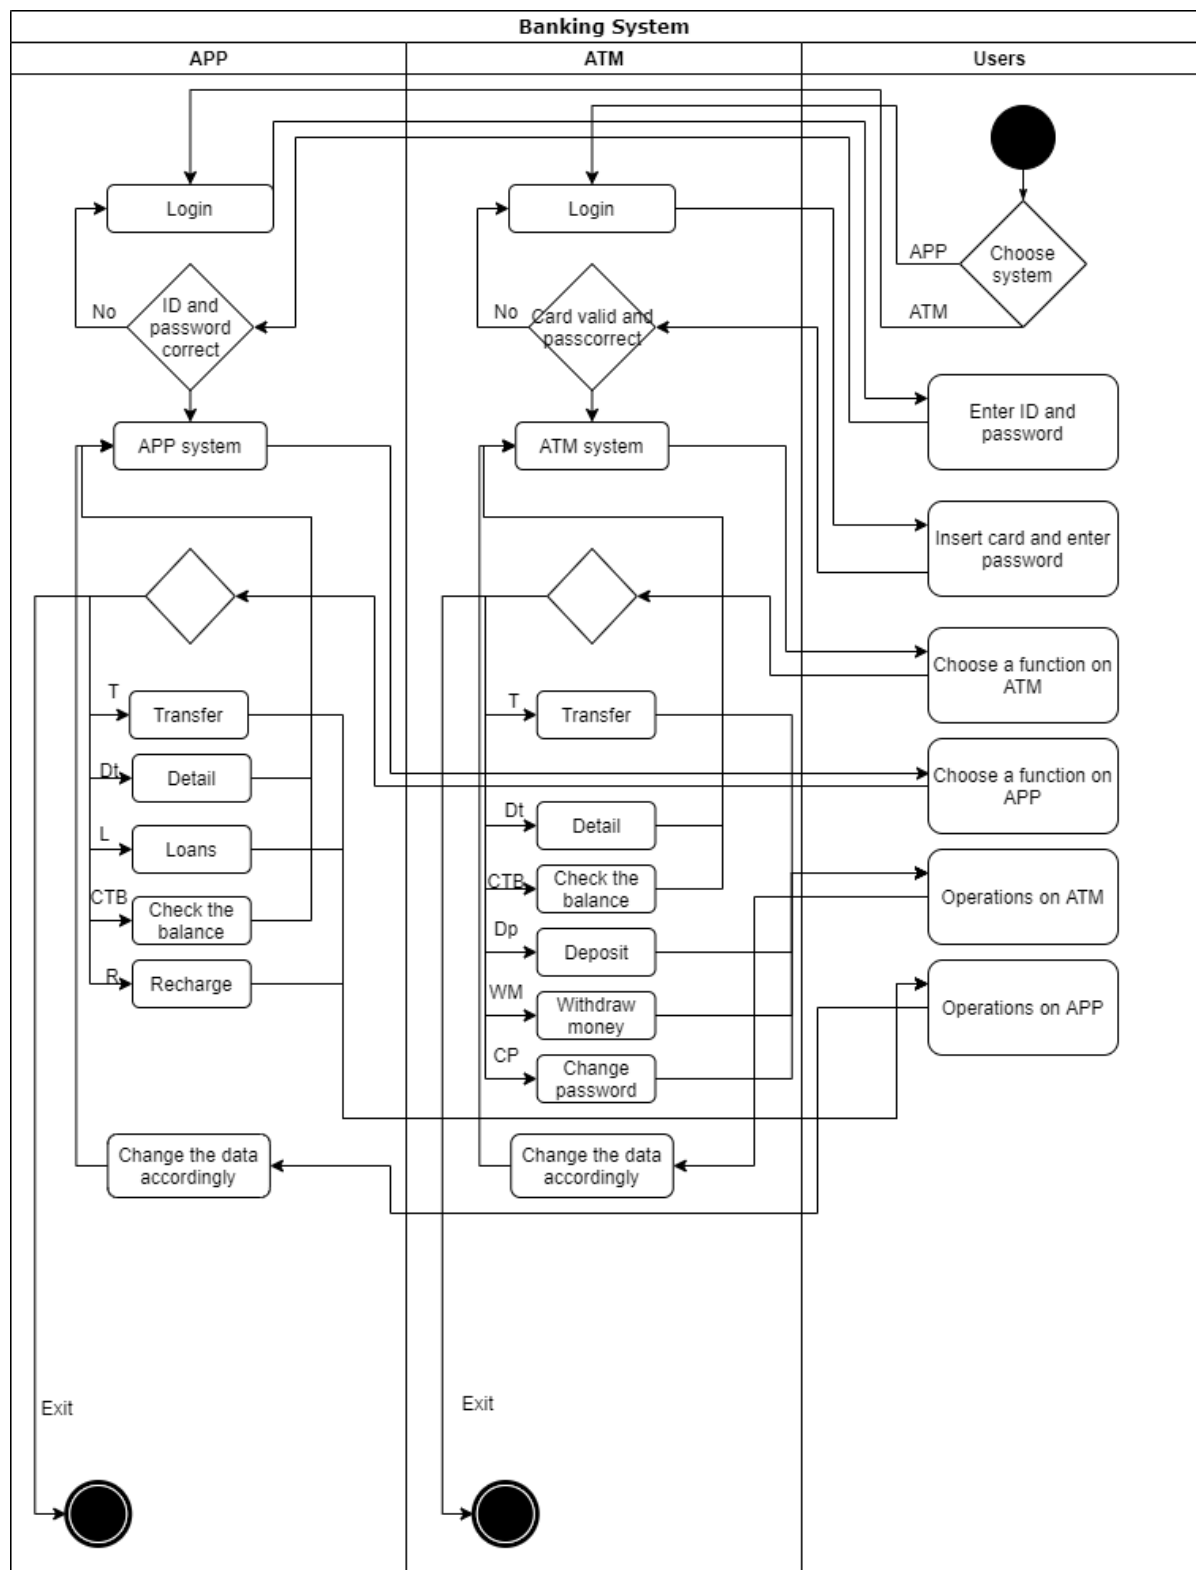 Banking System
APP
ATM
Users
Login
Login
Choose
system
APP
ATM
No
ID and
password
correct
No
Card valid and
passcorrect
Enter ID and
password
APP system
ATM system
Insert card and enter
password
Choose a function on
ATM
T
Transfer
T
Transfer
Dt
Detail
Choose a function on
APP
Dt
Detail
L
Loans
CTB
Check the
balance
CTB
Check the
balance
Operations on ATM
Dp
Deposit
R
Recharge
WM
Withdraw
money
Operations on APP
CP
Change
password
Change the data
accordingly
Change the data
accordingly
Exit
Exit